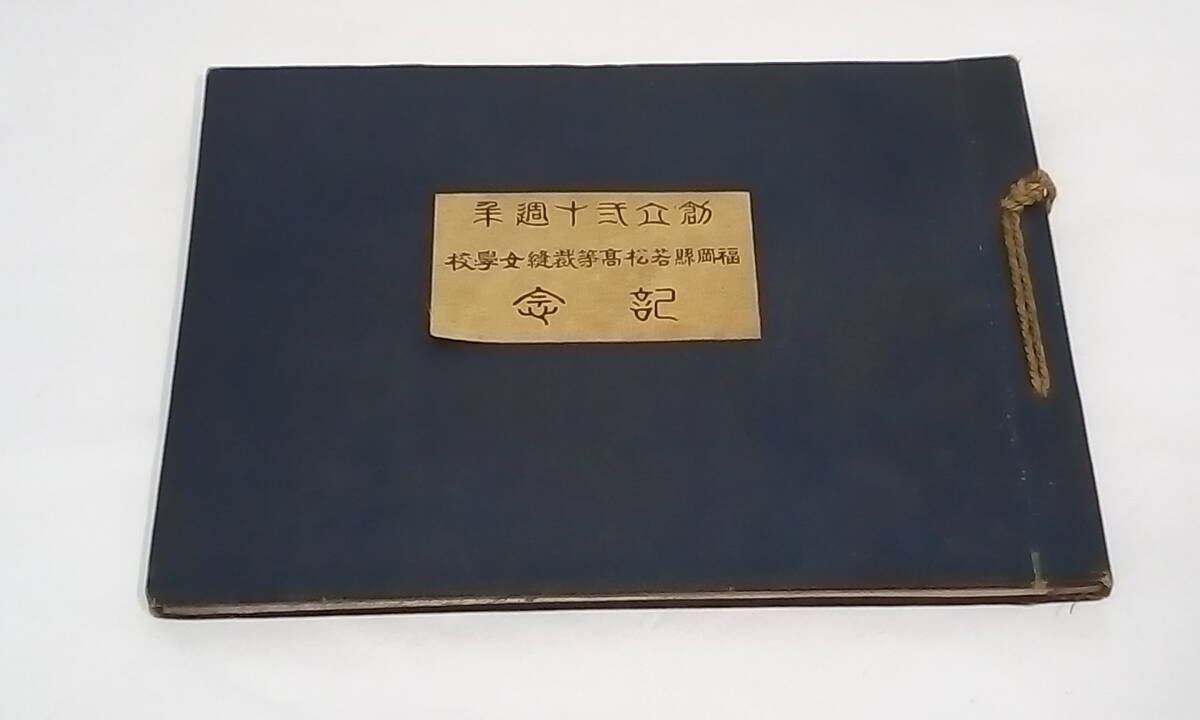 創立弐十週年
福岡縣若松高等裁縫女學校
記念